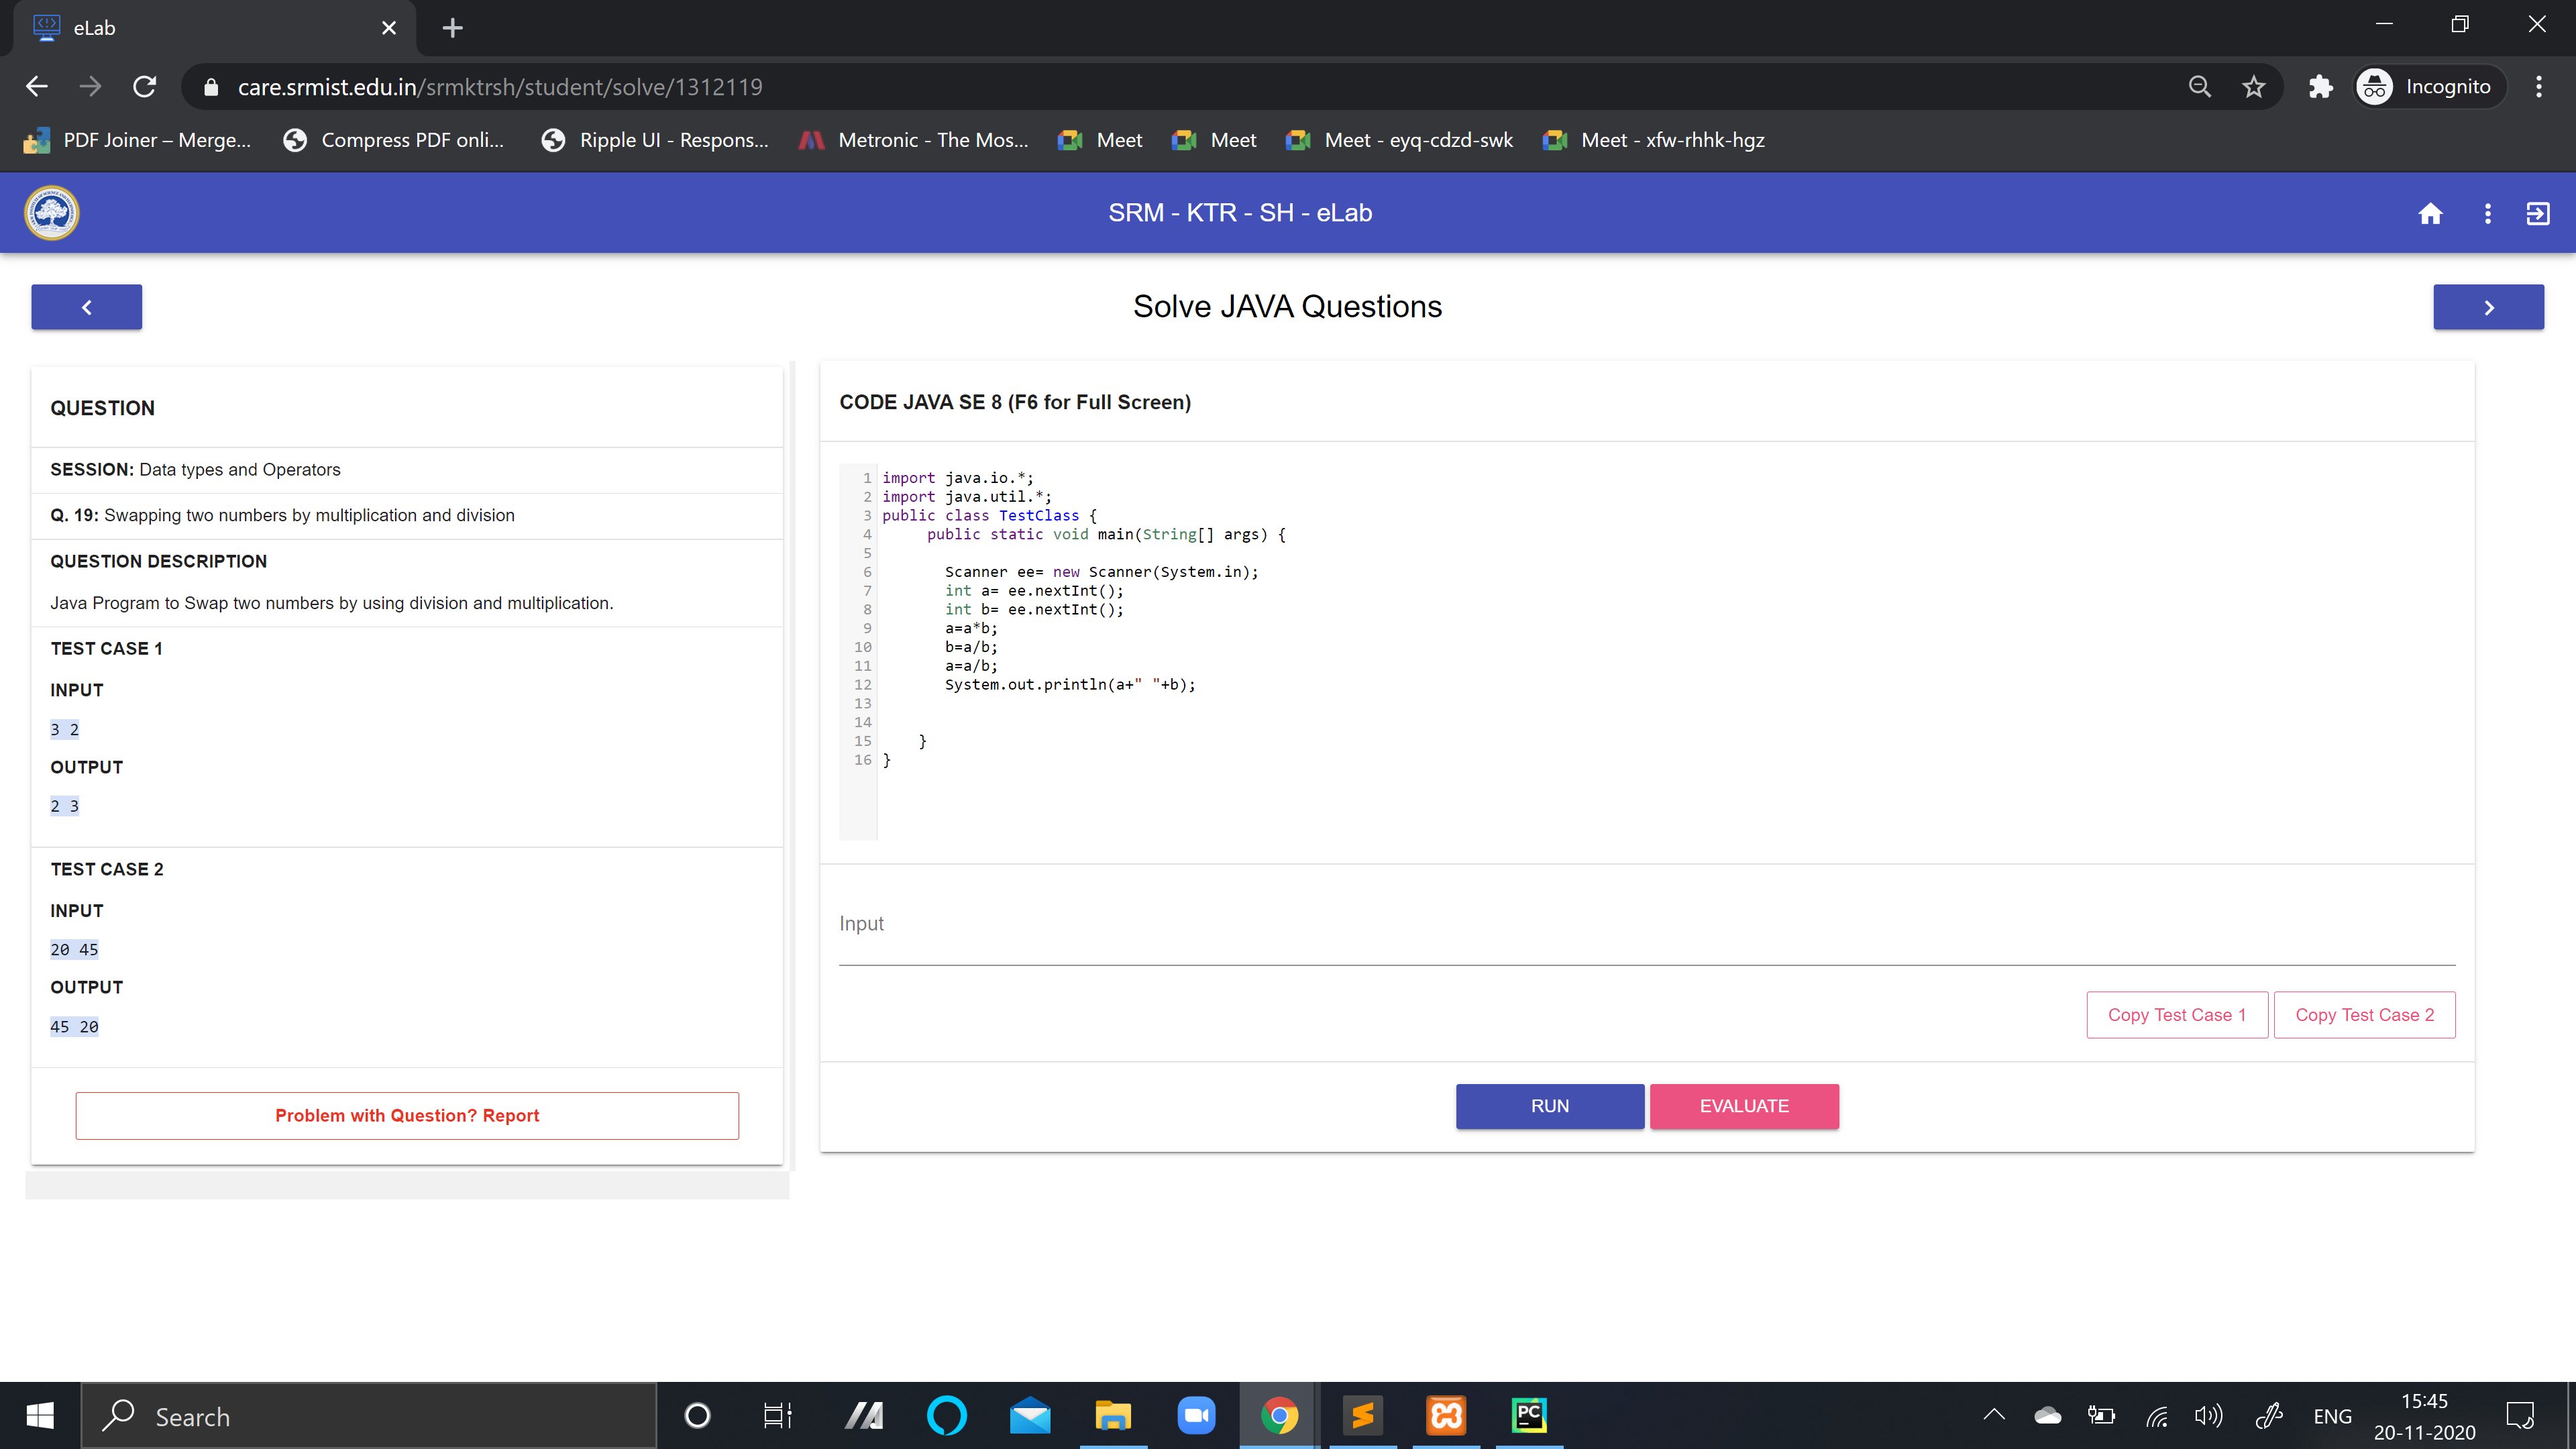 eLab
care.srmist.edu.in/srmktrsh/student/solve/1312119
Incognito
PDF Joiner – Merge...
Compress PDF onli...
Ripple UI - Respons...
Metronic - The Mos...
Meet
Meet
Meet - eyq-cdzd-swk
Meet - xfw-rhhk-hgz
SRM - KTR - SH - eLab
Solve JAVA Questions
QUESTION
SESSION: Data types and Operators
Q. 19: Swapping two numbers by multiplication and division
QUESTION DESCRIPTION
Java Program to Swap two numbers by using division and multiplication.
TEST CASE 1
INPUT
3 2
OUTPUT
2 3
TEST CASE 2
INPUT
20 45
OUTPUT
45 20
Problem with Question? Report
CODE JAVA SE 8 (F6 for Full Screen)
1 import java.io.*;
2 import java.util.*;
3 public class TestClass {
4 public static void main(String[] args) {
5
6 Scanner ee= new Scanner(System.in);
7 int a= ee.nextInt();
8 int b= ee.nextInt();
9 a=a*b;
10 b=a/b;
11 a=a/b;
12 System.out.println(a+" "+b);
13
14
15 }
16 }
Input
Copy Test Case 1
Copy Test Case 2
RUN
EVALUATE
Search
PC
ENG
15:45
20-11-2020